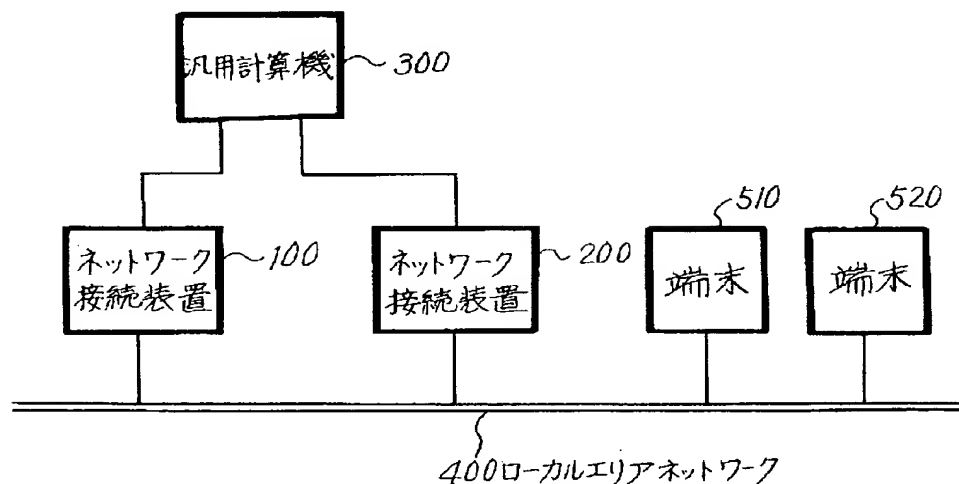 汎用計算機
300
ネットワーク
接続装置
100
ネットワーク
接続装置
200
端末
510
端末
520
400ローカルエリアネットワーク